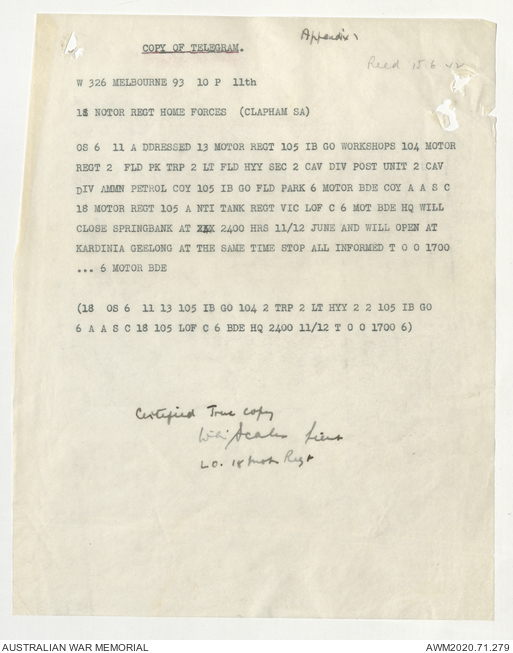 Appendix 1
COPY OF TELEGRAM.
Recd 15.6.42
W 326 MELBOURNE 93 10 P 11th
18 NOTOR REGT HOME FORCES (CLAPHAM SA)
OS 6 11 A DDRESSED 13 MOTOR REGT 105 IB GO WORKSHOPS 104 MOTOR
REGT 2 FLD PK TRP 2 LT FLD HYY SEC 2 CAV DIV POST UNIT 2 CAV
DIV AMMN PETROL COY 105 IB GO FLD PARK 6 MOTOR BDE COY A A S C
18 MOTOR REGT 105 A NTI TANK REGT VIC LOF C 6 MOT BDE HQ WILL
CLOSE SPRINGBANK AT 2400 HRS 11/12 JUNE AND WILL OPEN AT
KARDINIA GEELONG AT THE SAME TIME STOP ALL INFORMED T O O 1700
... 6 MOTOR BDE
(18 OS 6 11 13 105 IB GO 104 2 TRP 2 LT HYY 2 2 105 IB GO
6 A A S C 18 105 LOF C 6 BDE HQ 2400 11/12 T O O 1700 6)
Certified True Copy
Lieut
LO. 18 Mot Regt
AUSTRALIAN WAR MEMORIAL
AWM2020.71.279